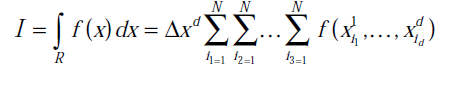 I = ∫_R f(x) dx = Δx^d ∑_{i_1=1}^{N} ∑_{i_2=1}^{N} … ∑_{i_3=1}^{N} f(x^1_{i_1}, …, x^d_{i_d})